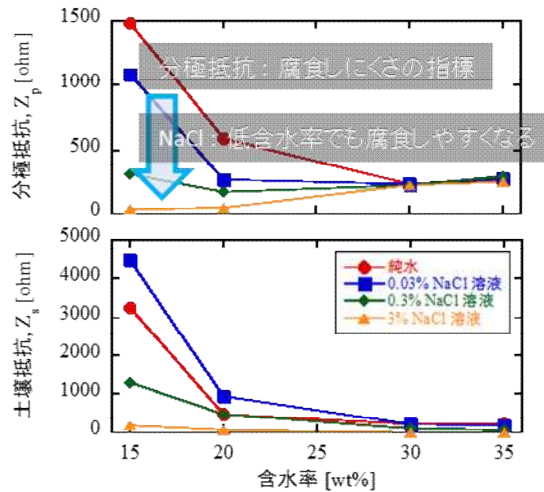 1500
1000
500
0
分極抵抗, Zp [ohm]
分極抵抗：腐食しにくさの指標
NaCl：低含水率でも腐食しやすくなる
5000
4000
3000
2000
1000
0
土壌抵抗, Zs [ohm]
純水
0.03% NaCl 溶液
0.3% NaCl 溶液
3% NaCl 溶液
15 20 25 30 35
含水率 [wt%]